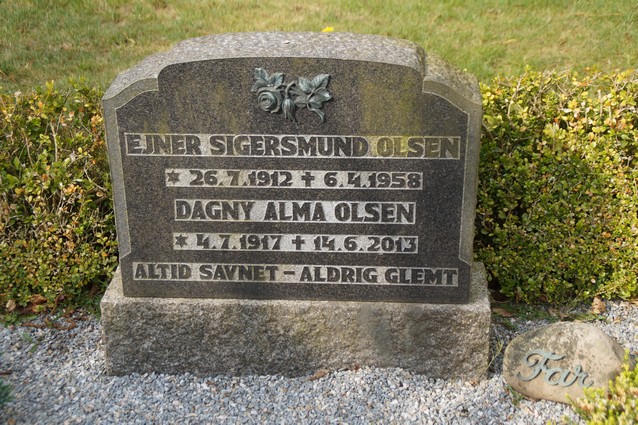 EJNER SIGERSMUND OLSEN
* 26.7.1912 ✝ 6.4.1958
DAGNY ALMA OLSEN
* 4.7.1917 ✝ 14.6.2013
ALTID SAVNET – ALDRIG GLEMT
Far